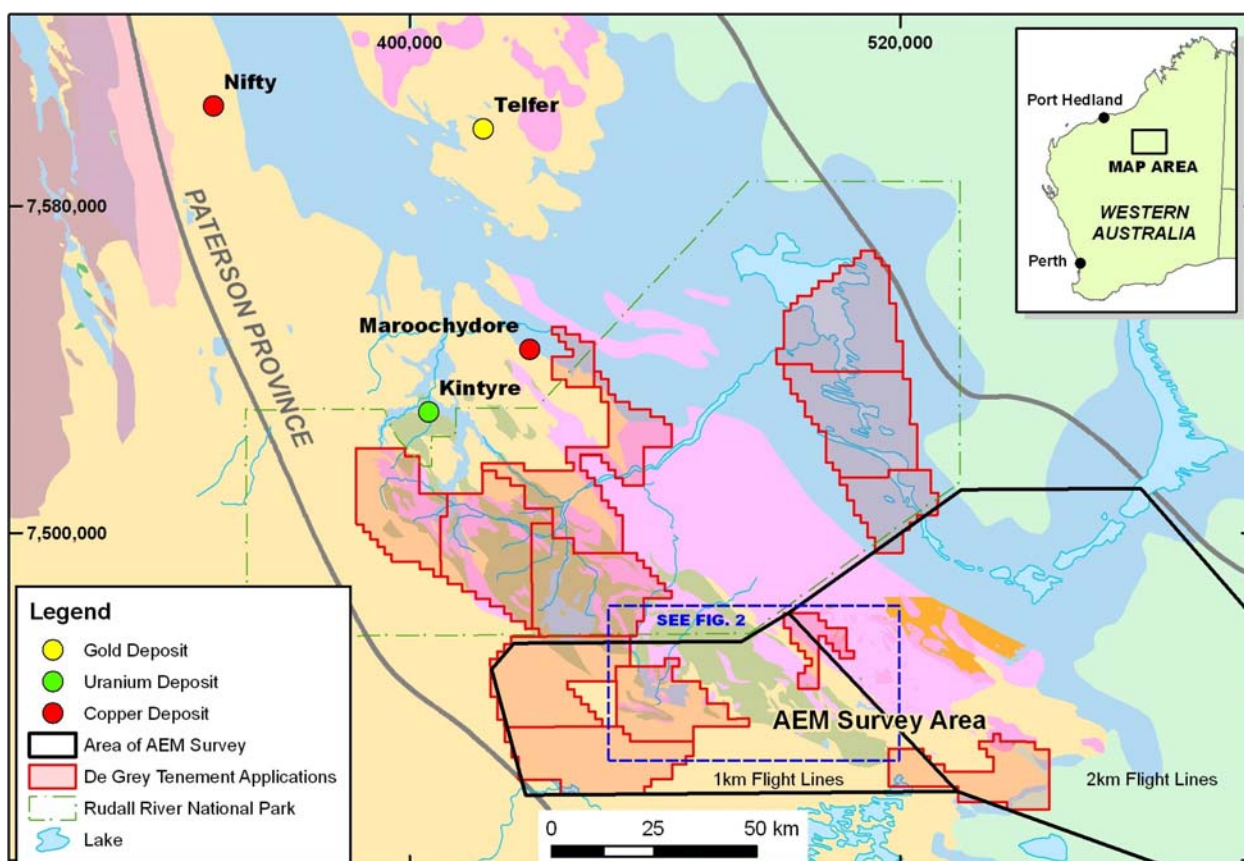 400,000
520,000
Nifty
Telfer
Port Hedland
MAP AREA
WESTERN
AUSTRALIA
Perth
7,580,000
PATERSON PROVINCE
Maroochydore
Kintyre
7,500,000
SEE FIG. 2
AEM Survey Area
1km Flight Lines
2km Flight Lines
Legend
Gold Deposit
Uranium Deposit
Copper Deposit
Area of AEM Survey
De Grey Tenement Applications
Rudall River National Park
Lake
0 25 50 km